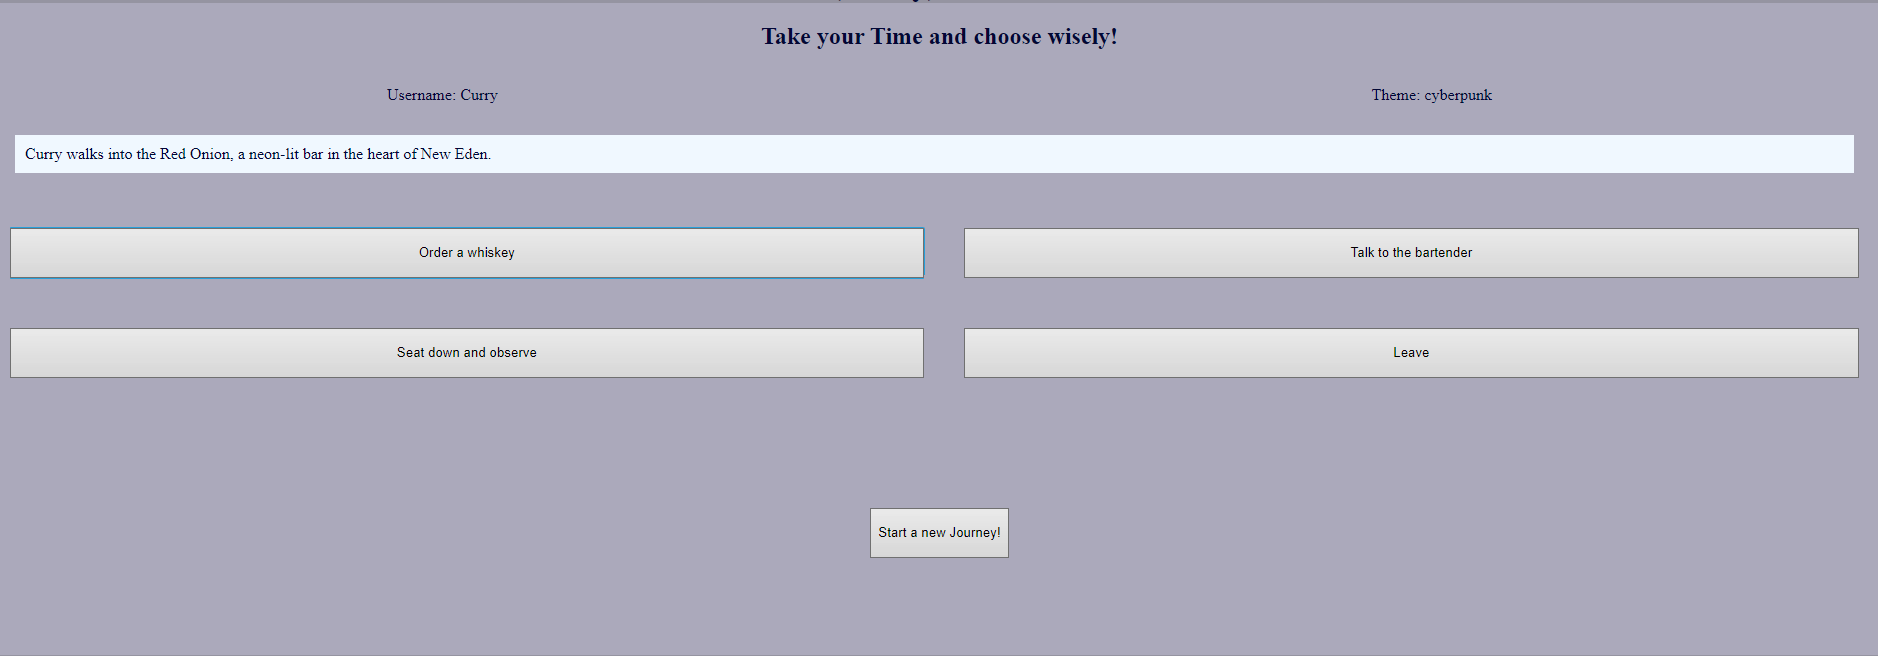 Take your Time and choose wisely!
Username: Curry
Theme: cyberpunk
Curry walks into the Red Onion, a neon-lit bar in the heart of New Eden.
Order a whiskey
Talk to the bartender
Seat down and observe
Leave
Start a new Journey!